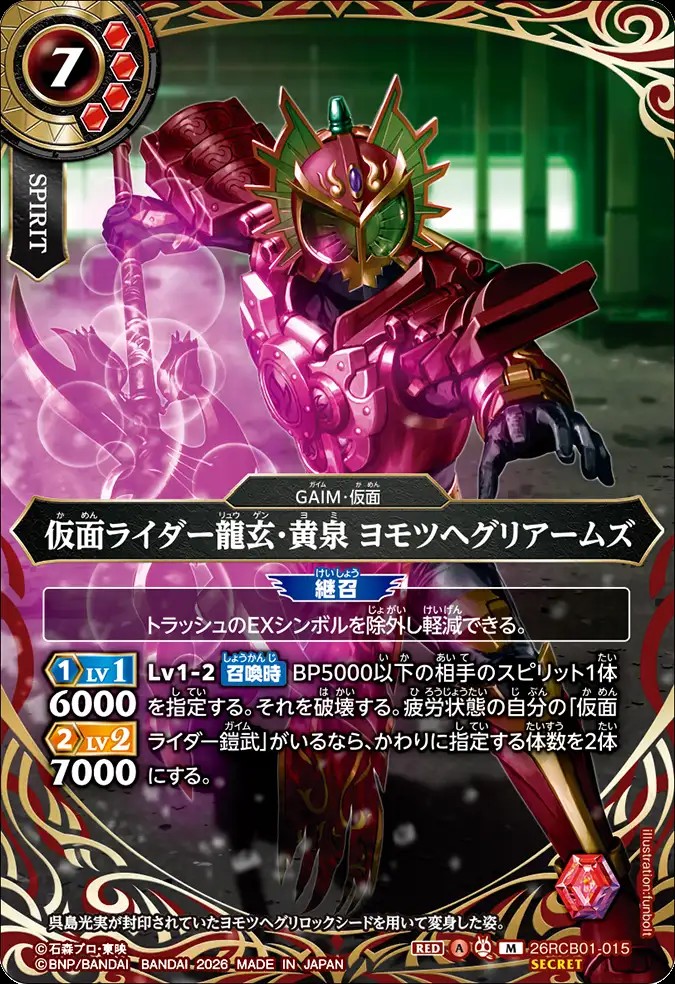 7
SPIRIT
GAIM・仮面
仮面ライダー龍玄・黄泉 ヨモツヘグリアームズ
継召
トラッシュのEXシンボルを除外し軽減できる。
1 LV1 6000
2 LV2 7000
Lv1-2 召喚時 BP5000以下の相手のスピリット1体
を指定する。それを破壊する。疲労状態の自分の「仮面
ライダー鎧武」がいるなら、かわりに指定する体数を2体
にする。
illustration:funbolt
呉島光実が封印されていたヨモツヘグリロックシードを用いて変身した姿。
©石森プロ・東映
©BNP/BANDAI BANDAI 2026 MADE IN JAPAN
RED A M 26RCB01-015
SECRET